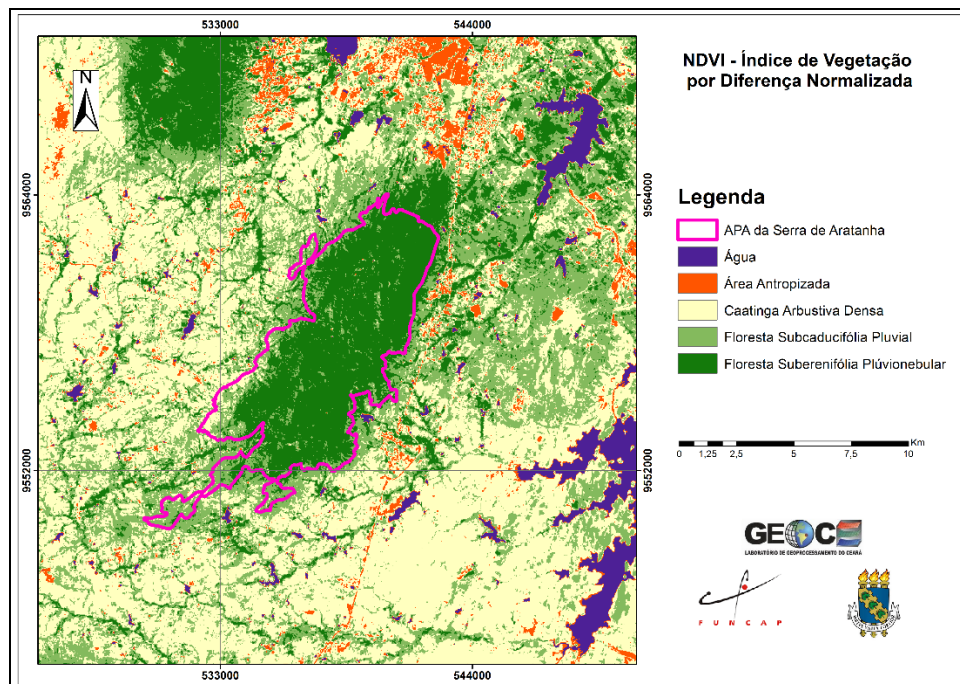 533000
544000
NDVI - Índice de Vegetação
por Diferença Normalizada
N
9564000
9564000
Legenda
APA da Serra de Aratanha
Água
Área Antropizada
Caatinga Arbustiva Densa
Floresta Subcaducifólia Pluvial
Floresta Suberenifólia Plúvionebular
Km
0 1,25 2,5 5 7,5 10
9552000
9552000
GEOCE
LABORATÓRIO DE GEOPROCESSAMENTO DO CEARÁ
FUNCAP
533000
544000